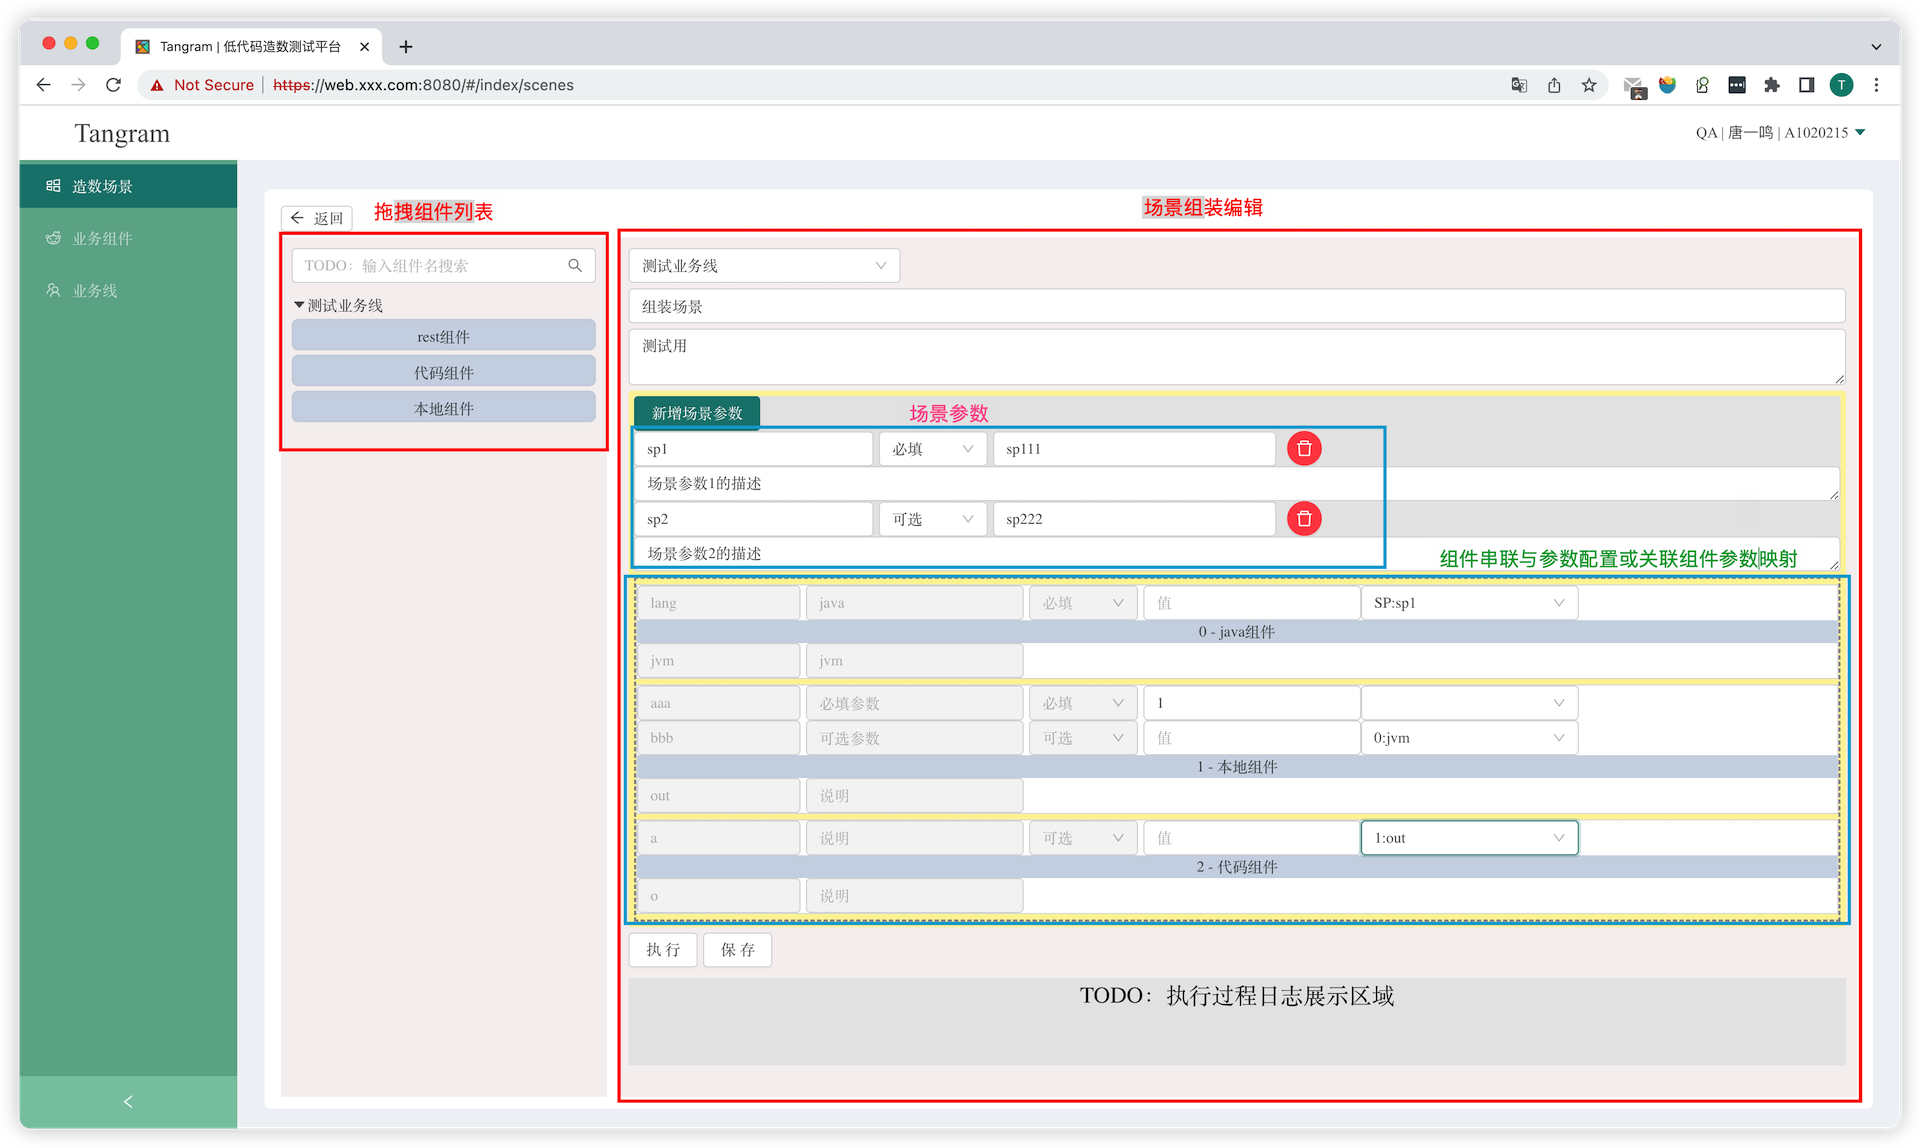 Tangram | 低代码造数测试平台
Not Secure https://web.xxx.com:8080/#/index/scenes
T
Tangram
QA | 唐一鸣 | A1020215
造数场景
业务组件
业务线
返回
拖拽组件列表
TODO：输入组件名搜索
测试业务线
rest组件
代码组件
本地组件
场景组装编辑
测试业务线
组装场景
测试用
新增场景参数
场景参数
sp1 必填 sp111
场景参数1的描述
sp2 可选 sp222
场景参数2的描述
组件串联与参数配置或关联组件参数映射
lang java 必填 值 SP:sp1
0 - java组件
jvm jvm
aaa 必填参数 必填 1
bbb 可选参数 可选 值 0:jvm
1 - 本地组件
out 说明
a 说明 可选 值 1:out
2 - 代码组件
o 说明
执 行 保 存
TODO：执行过程日志展示区域